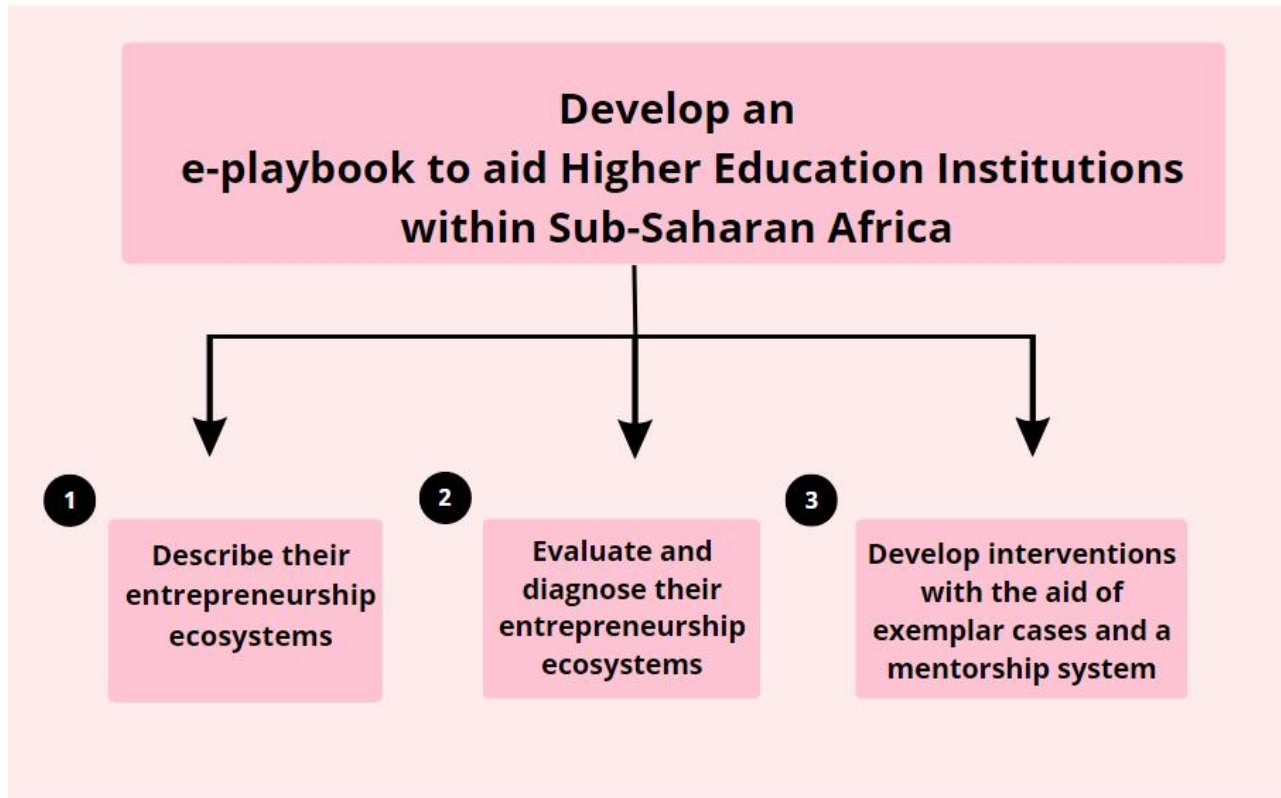 Develop an
e-playbook to aid Higher Education Institutions
within Sub-Saharan Africa
1
Describe their
entrepreneurship
ecosystems
2
Evaluate and
diagnose their
entrepreneurship
ecosystems
3
Develop interventions
with the aid of
exemplar cases and a
mentorship system